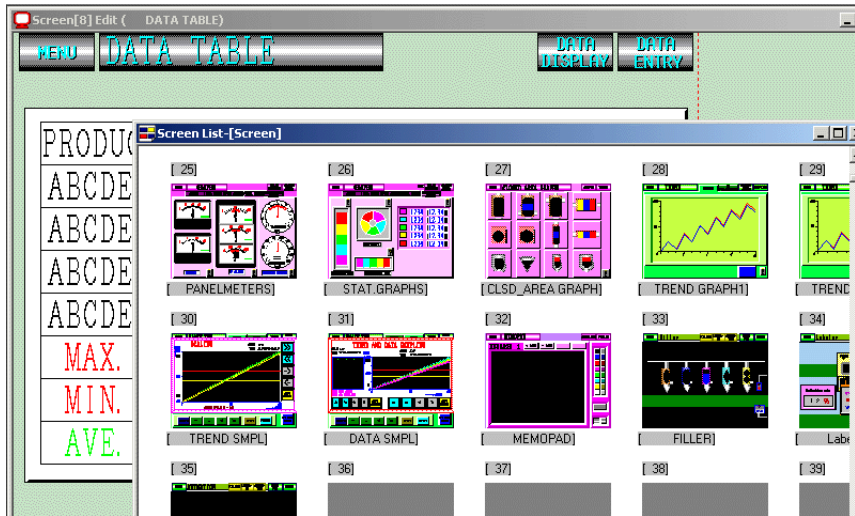 Screen[8] Edit (    DATA TABLE)
MENU DATA TABLE DATA DISPLAY DATA ENTRY
PRODUC
Screen List-[Screen]
ABCDE
ABCDE
ABCDE
ABCDE
MAX.
MIN.
AVE.
[ 25] [ 26] [ 27] [ 28] [ 29]
[ PANELMETERS] [ STAT.GRAPHS] [CLSD_AREA GRAPH] [ TREND GRAPH1] [ TREND
[ 30] [ 31] [ 32] [ 33] [ 34]
[ TREND SMPL] [ DATA SMPL] [ MEMOPAD] [ FILLER] [ Labe
[ 35] [ 36] [ 37] [ 38] [ 39]